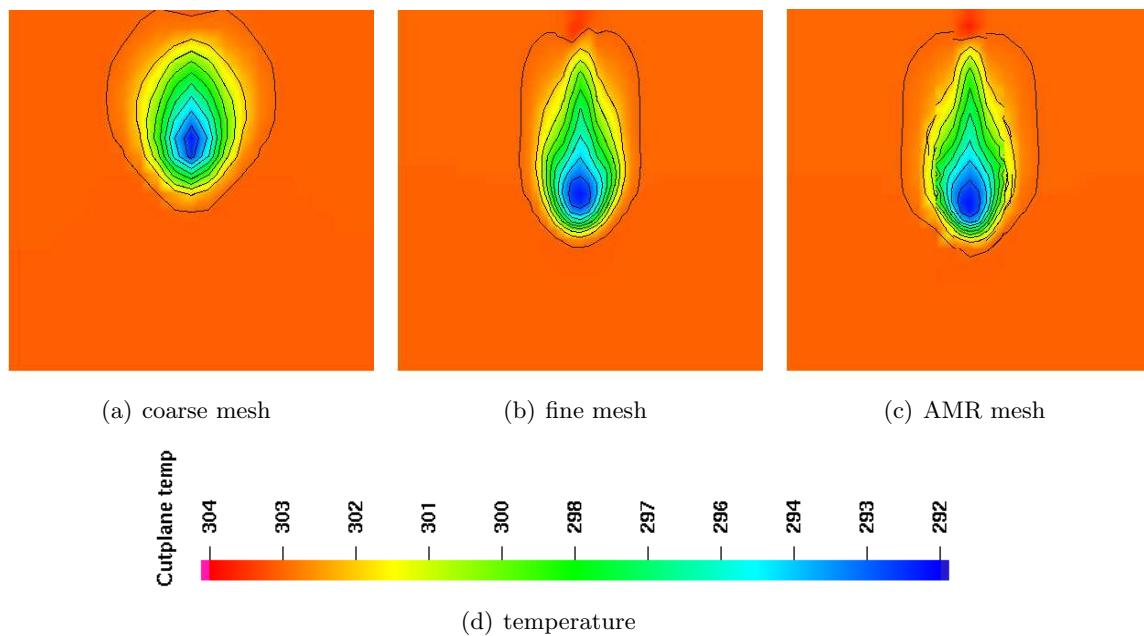 (a) coarse mesh
(b) fine mesh
(c) AMR mesh
Cutplane temp
304
303
302
301
300
298
297
296
294
293
292
(d) temperature